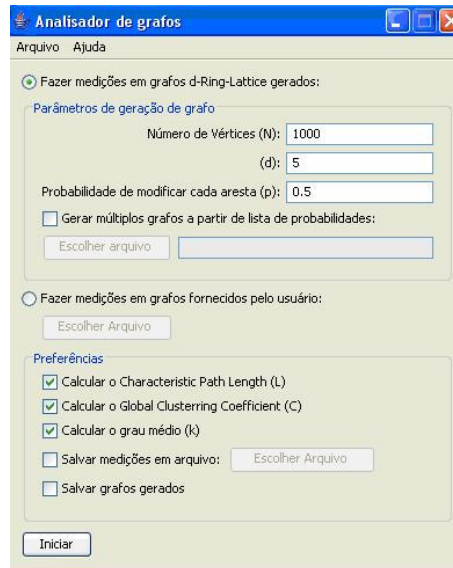 Analisador de grafos
Arquivo Ajuda
Fazer medições em grafos d-Ring-Lattice gerados:
Parâmetros de geração de grafo
Número de Vértices (N): 1000
(d): 5
Probabilidade de modificar cada aresta (p): 0.5
Gerar múltiplos grafos a partir de lista de probabilidades:
Escolher arquivo
Fazer medições em grafos fornecidos pelo usuário:
Escolher Arquivo
Preferências
Calcular o Characteristic Path Length (L)
Calcular o Global Clusterring Coefficient (C)
Calcular o grau médio (k)
Salvar medições em arquivo: Escolher Arquivo
Salvar grafos gerados
Iniciar